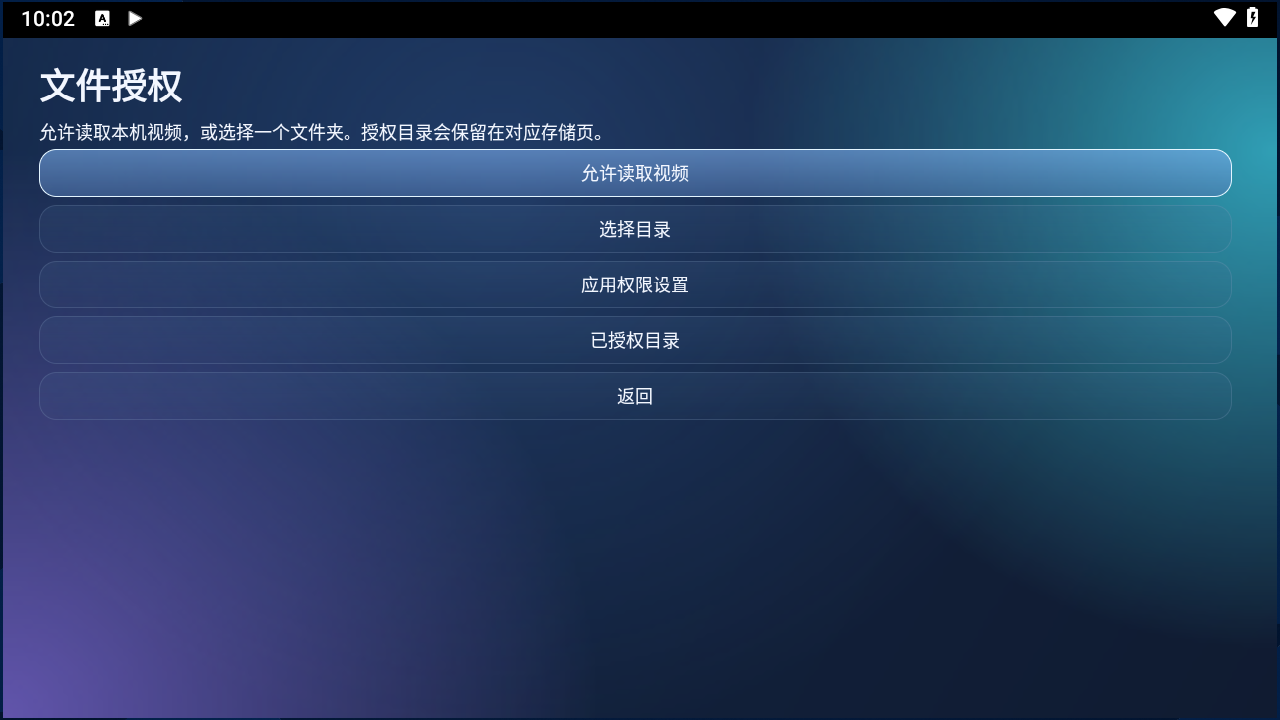 10:02
文件授权
允许读取本机视频，或选择一个文件夹。授权目录会保留在对应存储页。
允许读取视频
选择目录
应用权限设置
已授权目录
返回